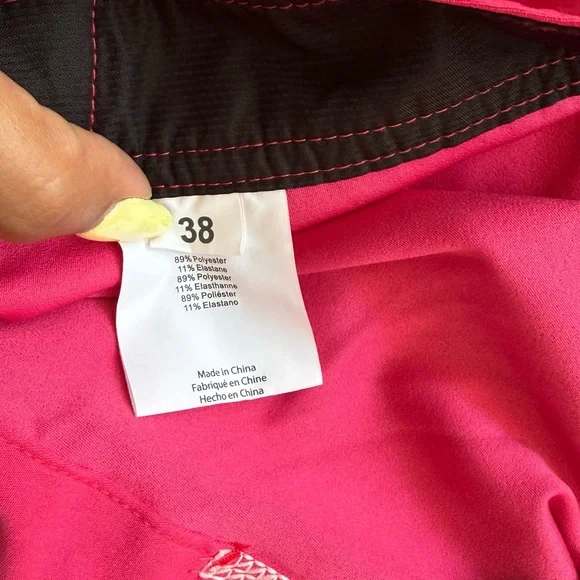 38
89% Polyester
11% Elastane
89% Polyester
11% Elasthanne
89% Poliéster
11% Elastano
Made in China
Fabriqué en Chine
Hecho en China